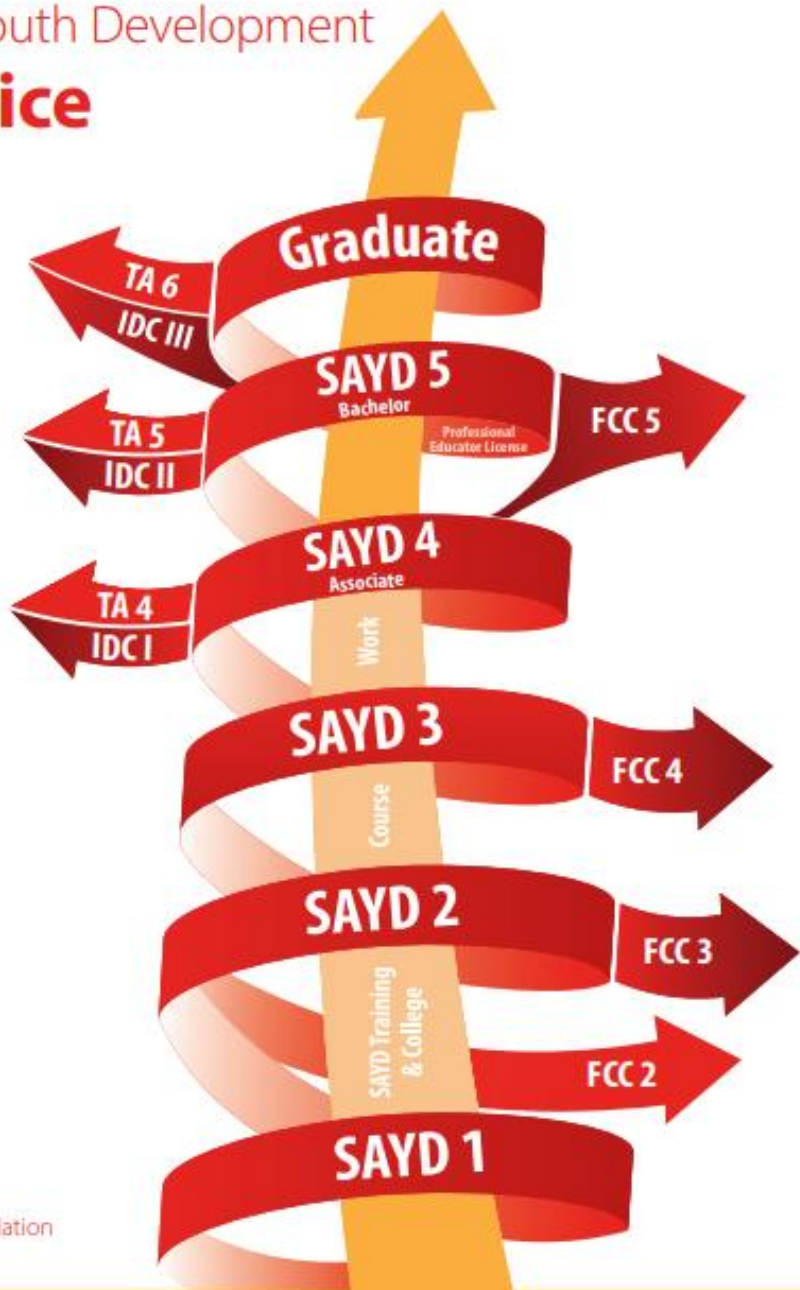 outh Development
ice
Graduate
TA 6
IDC III
SAYD 5
Bachelor
Professional
Educator License
FCC 5
TA 5
IDC II
SAYD 4
Associate
TA 4
IDC I
Work
SAYD 3
FCC 4
Course
SAYD 2
FCC 3
SAYD Training
& College
FCC 2
SAYD 1
lation